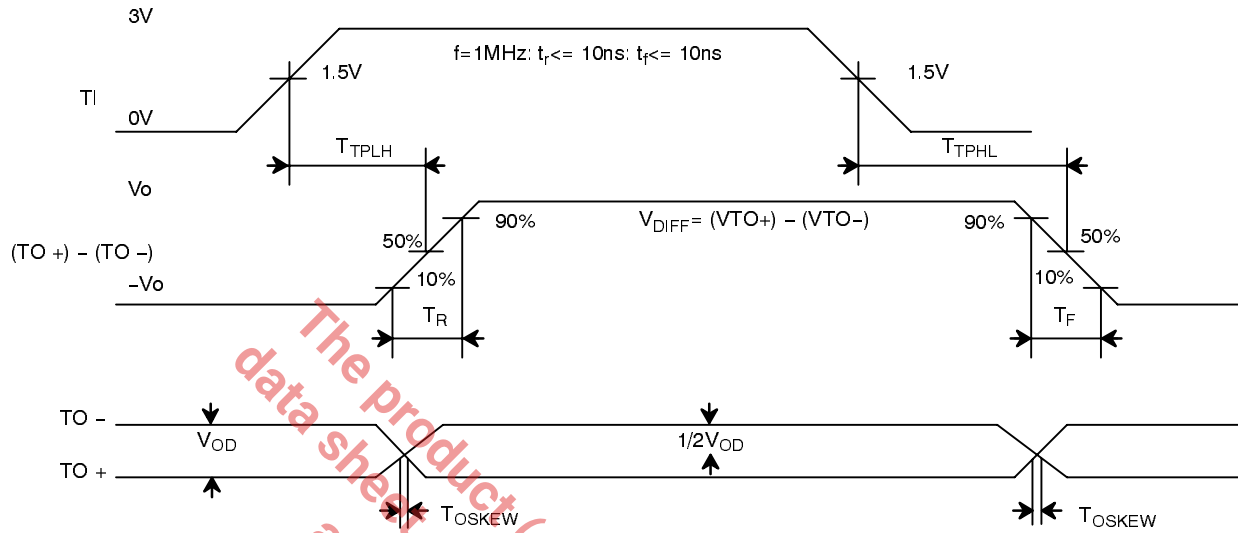 3V
f=1MHz: tr<= 10ns: tf<= 10ns
1.5V
1.5V
TI
0V
TTPLH
TTPHL
Vo
90%
VDIFF= (VTO+) – (VTO–)
90%
50%
50%
(TO +) – (TO –)
10%
10%
–Vo
TR
TF
The product (
data sheet
TO –
VOD
1/2VOD
TO +
TOSKEW
TOSKEW